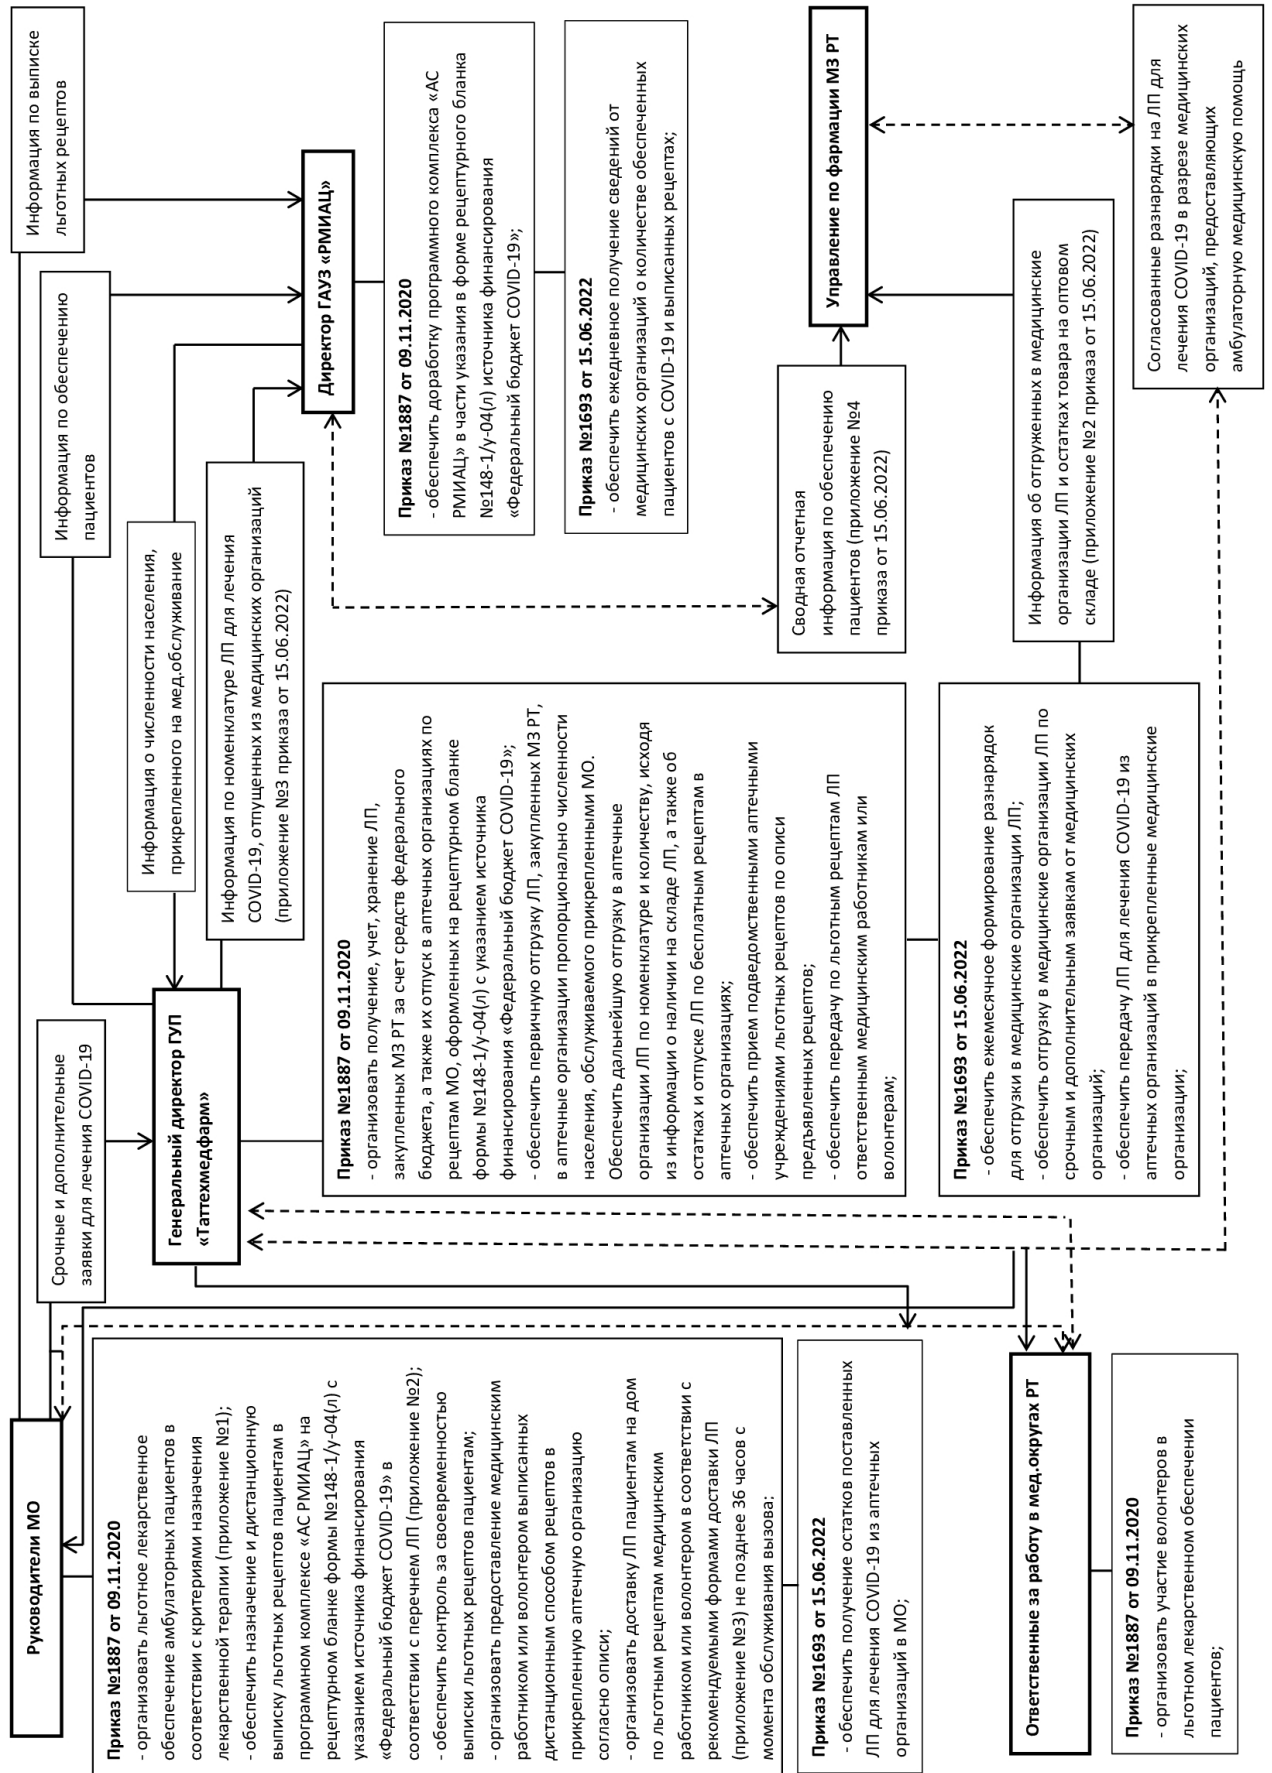 Руководители МО
Приказ №1887 от 09.11.2020
- организовать льготное лекарственное
обеспечение амбулаторных пациентов в
соответствии с критериями назначения
лекарственной терапии (приложение №1);
- обеспечить назначение и дистанционную
выписку льготных рецептов пациентам в
программном комплексе «АС РМИАЦ» на
рецептурном бланке формы №148-1/у-04(л) с
указанием источника финансирования
«Федеральный бюджет COVID-19» в
соответствии с перечнем ЛП (приложение №2);
- обеспечить контроль за своевременностью
выписки льготных рецептов пациентам;
- организовать предоставление медицинским
работником или волонтером выписанных
дистанционным способом рецептов в
прикрепленную аптечную организацию
согласно описи;
- организовать доставку ЛП пациентам на дом
по льготным рецептам медицинским
работником или волонтером в соответствии с
рекомендуемыми формами доставки ЛП
(приложение №3) не позднее 36 часов с
момента обслуживания вызова;
Приказ №1693 от 15.06.2022
- обеспечить получение остатков поставленных
ЛП для лечения COVID-19 из аптечных
организаций в МО;
Ответственные за работу в мед.округах РТ
Приказ №1887 от 09.11.2020
- организовать участие волонтеров в
льготном лекарственном обеспечении
пациентов;
Срочные и дополнительные
заявки для лечения COVID-19
Генеральный директор ГУП
«Таттехмедфарм»
Приказ №1887 от 09.11.2020
- организовать получение, учет, хранение ЛП,
закупленных МЗ РТ за счет средств федерального
бюджета, а также их отпуск в аптечных организациях по
рецептам МО, оформленных на рецептурном бланке
формы №148-1/у-04(л) с указанием источника
финансирования «Федеральный бюджет COVID-19»;
- обеспечить первичную отгрузку ЛП, закупленных МЗ РТ,
в аптечные организации пропорционально численности
населения, обслуживаемого прикрепленными МО.
Обеспечить дальнейшую отгрузку в аптечные
организации ЛП по номенклатуре и количеству, исходя
из информации о наличии на складе ЛП, а также об
остатках и отпуске ЛП по бесплатным рецептам в
аптечных организациях;
- обеспечить прием подведомственными аптечными
учреждениями льготных рецептов по описи
предъявленных рецептов;
- обеспечить передачу по льготным рецептам ЛП
ответственным медицинским работникам или
волонтерам;
Приказ №1693 от 15.06.2022
- обеспечить ежемесячное формирование разнарядок
для отгрузки в медицинские организации ЛП;
- обеспечить отгрузку в медицинские организации ЛП по
срочным и дополнительным заявкам от медицинских
организаций;
- обеспечить передачу ЛП для лечения COVID-19 из
аптечных организаций в прикрепленные медицинские
организации;
Информация о численности населения,
прикрепленного на мед.обслуживание
Информация по номенклатуре ЛП для лечения
COVID-19, отпущенных из медицинских организаций
(приложение №3 приказа от 15.06.2022)
Информация по обеспечению
пациентов
Информация по выписке
льготных рецептов
Директор ГАУЗ «РМИАЦ»
Приказ №1887 от 09.11.2020
- обеспечить доработку программного комплекса «АС
РМИАЦ» в части указания в форме рецептурного бланка
№148-1/у-04(л) источника финансирования
«Федеральный бюджет COVID-19»;
Приказ №1693 от 15.06.2022
- обеспечить ежедневное получение сведений от
медицинских организаций о количестве обеспеченных
пациентов с COVID-19 и выписанных рецептах;
Сводная отчетная
информация по обеспечению
пациентов (приложение №4
приказа от 15.06.2022)
Управление по фармации МЗ РТ
Информация об отгруженных в медицинские
организации ЛП и остатках товара на оптовом
складе (приложение №2 приказа от 15.06.2022)
Согласованные разнарядки на ЛП для
лечения COVID-19 в разрезе медицинских
организаций, предоставляющих
амбулаторную медицинскую помощь